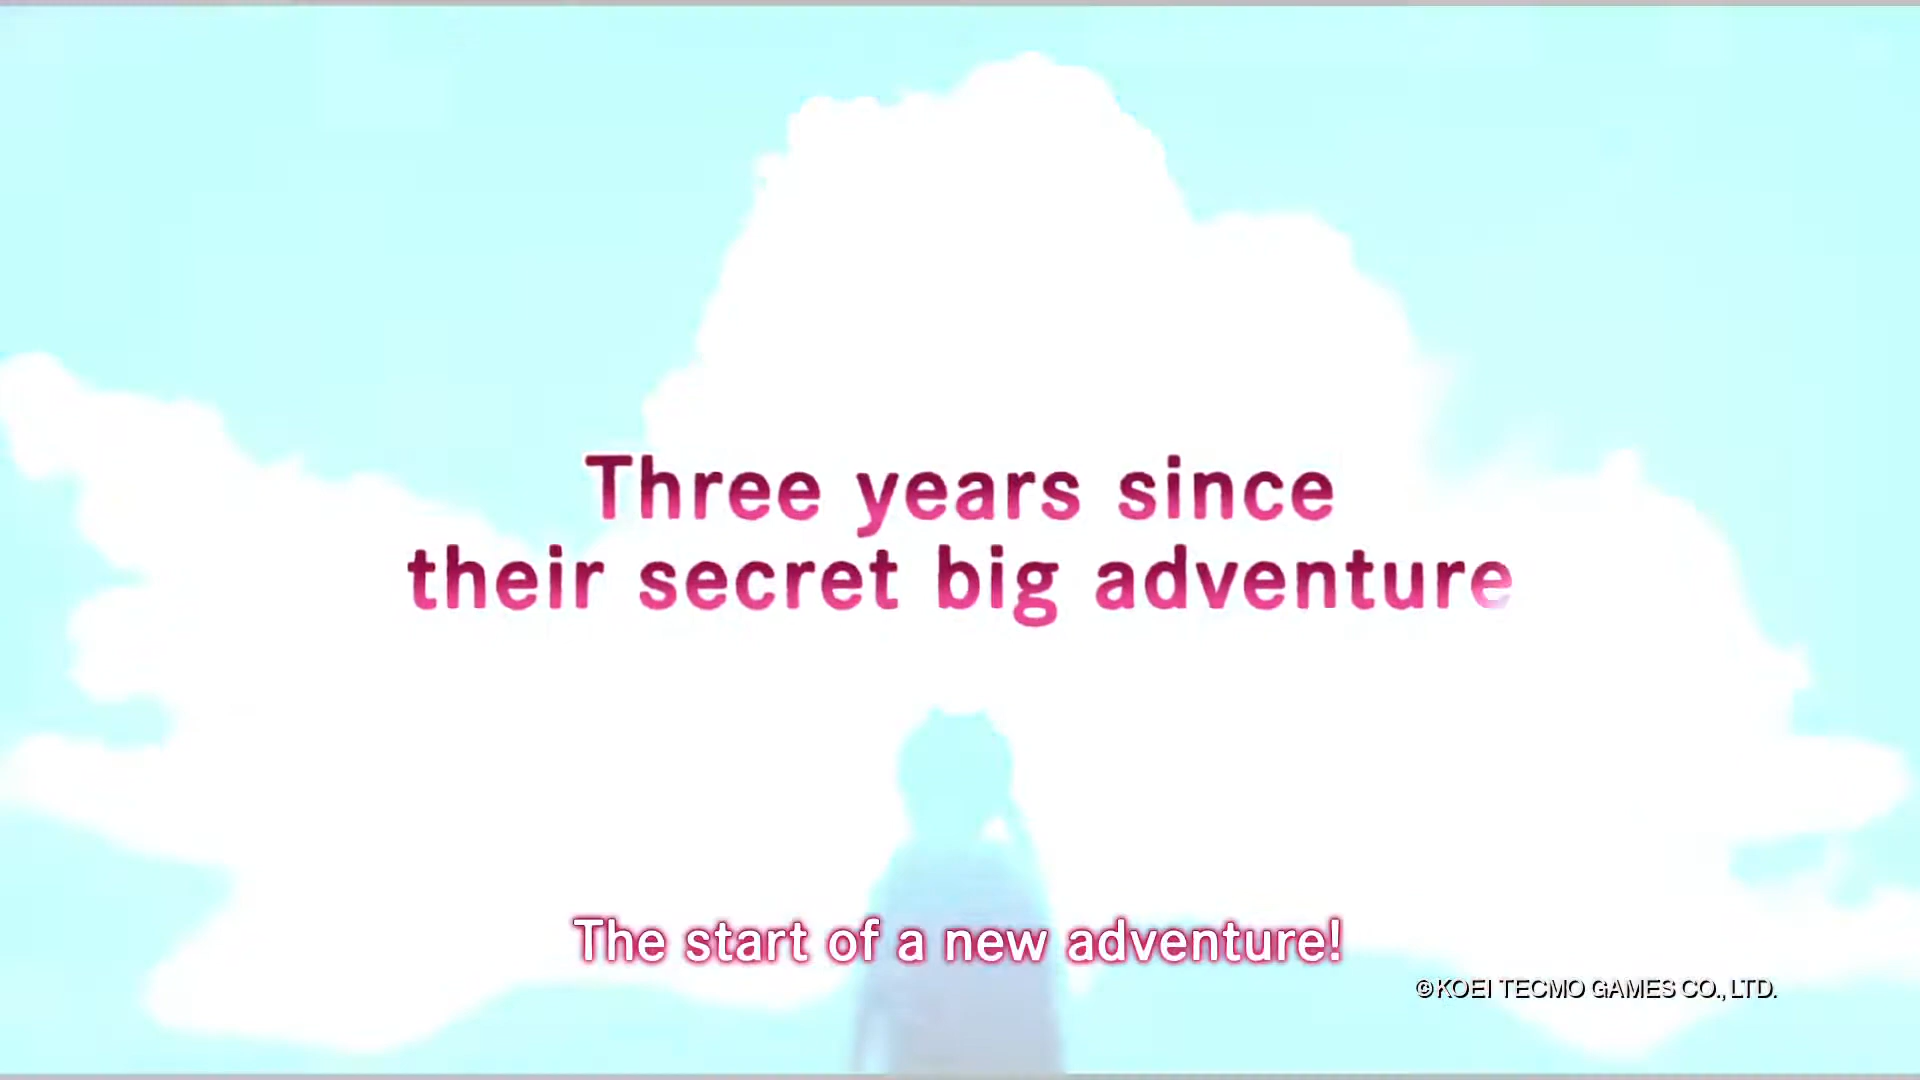 Three years since
their secret big adventure
The start of a new adventure!
©KOEI TECMO GAMES CO., LTD.